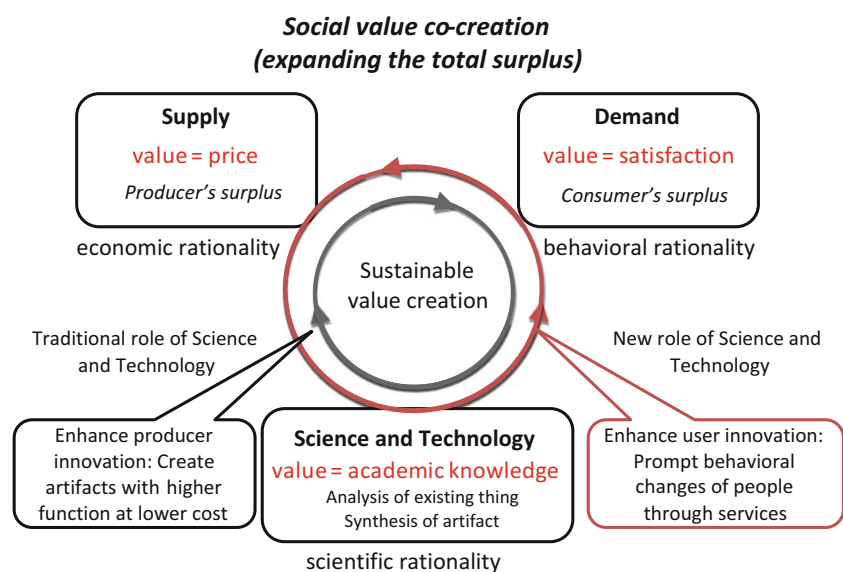 Social value co-creation
(expanding the total surplus)
Supply
value = price
Producer's surplus
economic rationality
Demand
value = satisfaction
Consumer's surplus
behavioral rationality
Sustainable
value creation
Traditional role of Science
and Technology
New role of Science and
Technology
Enhance producer
innovation: Create
artifacts with higher
function at lower cost
Science and Technology
value = academic knowledge
Analysis of existing thing
Synthesis of artifact
scientific rationality
Enhance user innovation:
Prompt behavioral
changes of people
through services